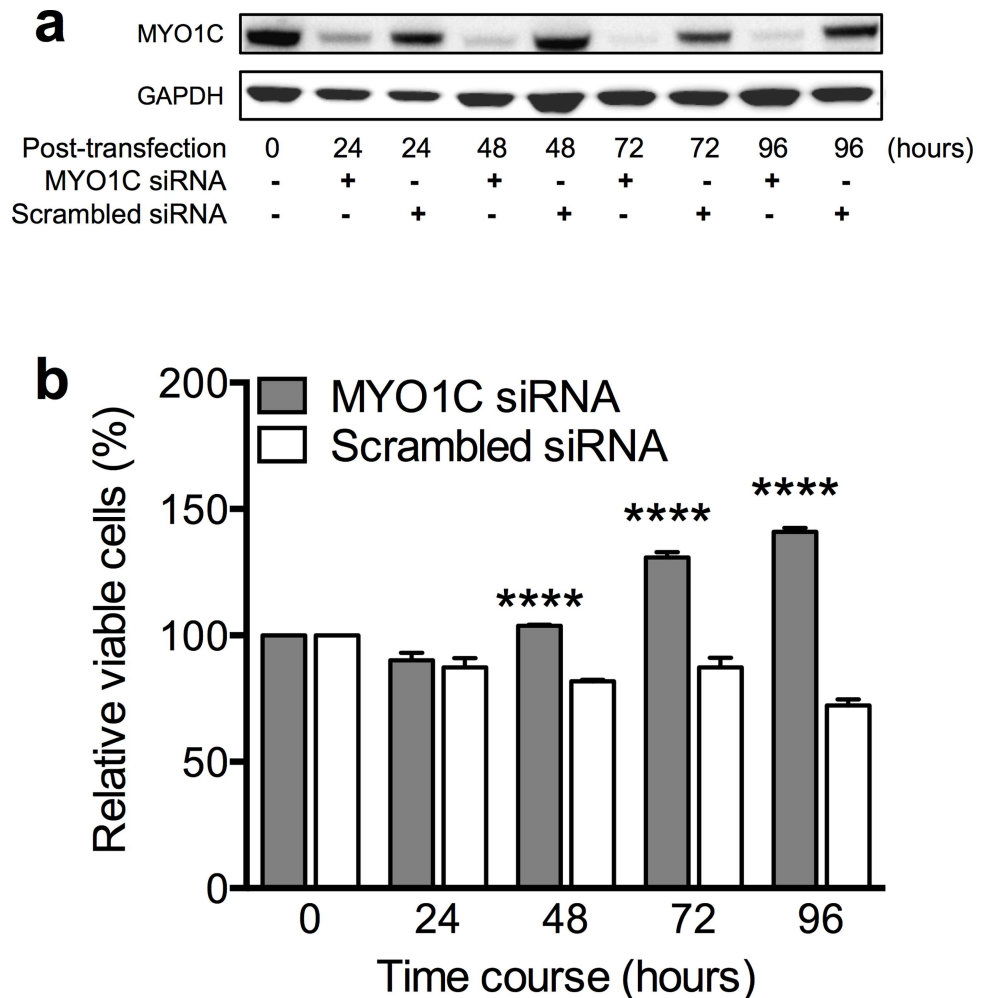 a
MYO1C
GAPDH
Post-transfection 0 24 24 48 48 72 72 96 96 (hours)
MYO1C siRNA - + - + - + - + -
Scrambled siRNA - - + - + - + - +
b
200
MYO1C siRNA
Scrambled siRNA
Relative viable cells (%)
150
100
50
0
**** **** ****
0 24 48 72 96
Time course (hours)